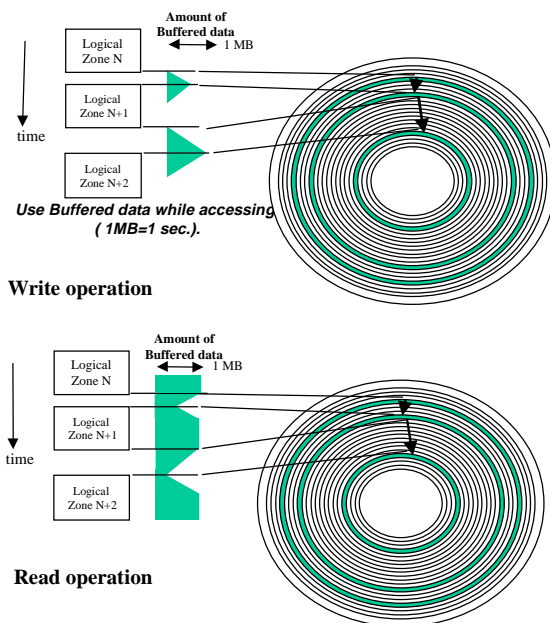 Amount of
Buffered data
1 MB
Logical
Zone N
Logical
Zone N+1
time
Logical
Zone N+2
Use Buffered data while accessing
( 1MB=1 sec.).
Write operation
Amount of
Buffered data
1 MB
Logical
Zone N
Logical
Zone N+1
time
Logical
Zone N+2
Read operation